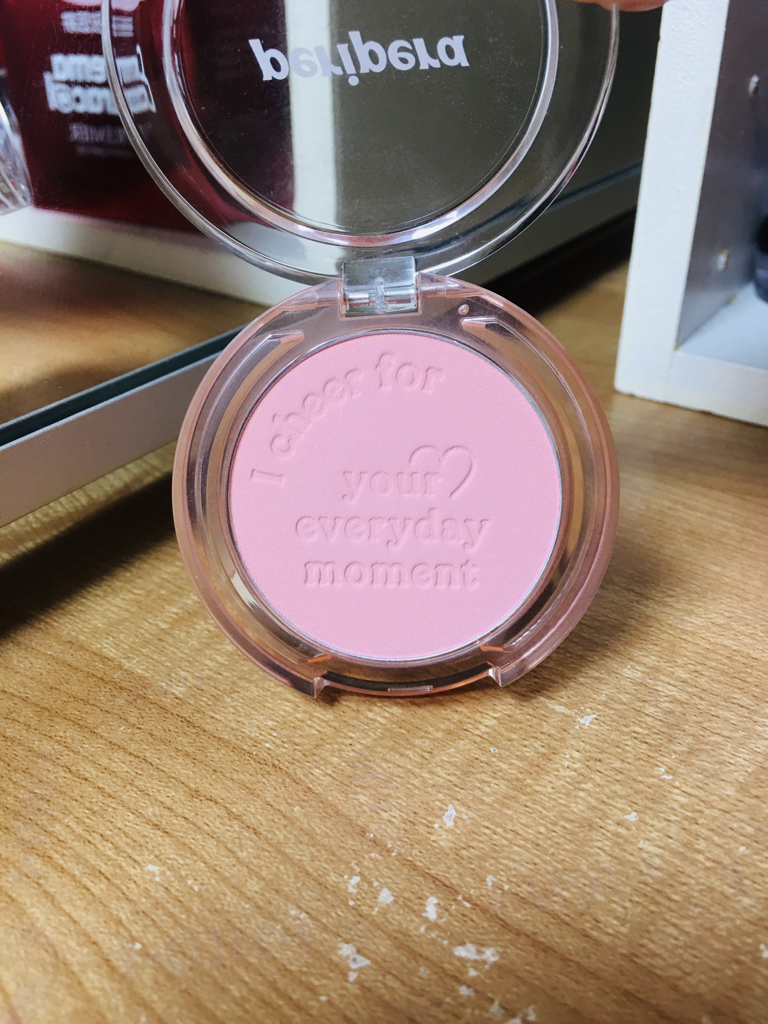 peripera
I cheer for
your
everyday
moment